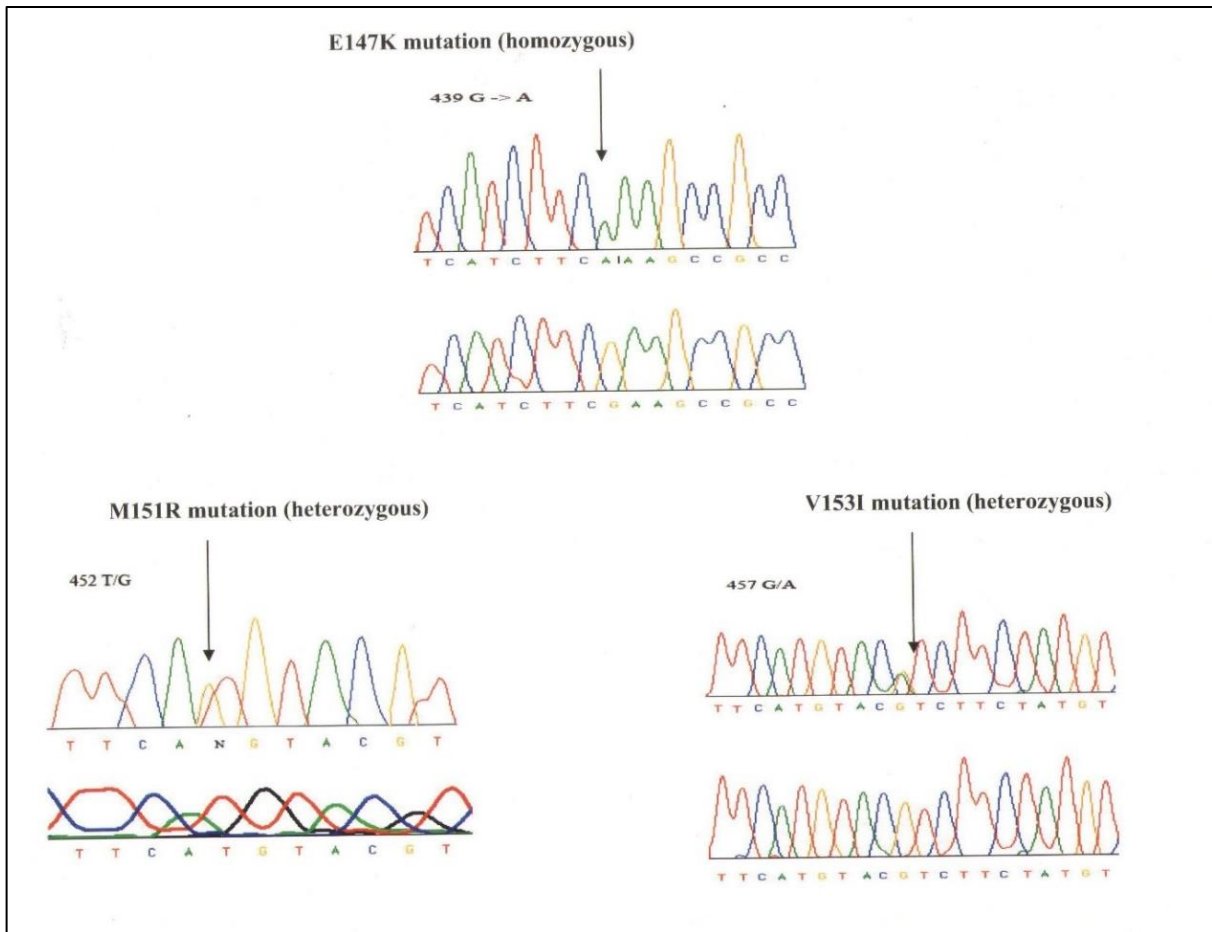 E147K mutation (homozygous)
439 G -> A
T C A T C T T C A A A G C C G C C
T C A T C T T C G A A G C C G C C
M151R mutation (heterozygous)
452 T/G
T T C A N G T A C G T
T T C A T G T A C G T
V153I mutation (heterozygous)
457 G/A
T T C A T G T A C G T C T T C T A T G T
T T C A T G T A C G T C T T C T A T G T